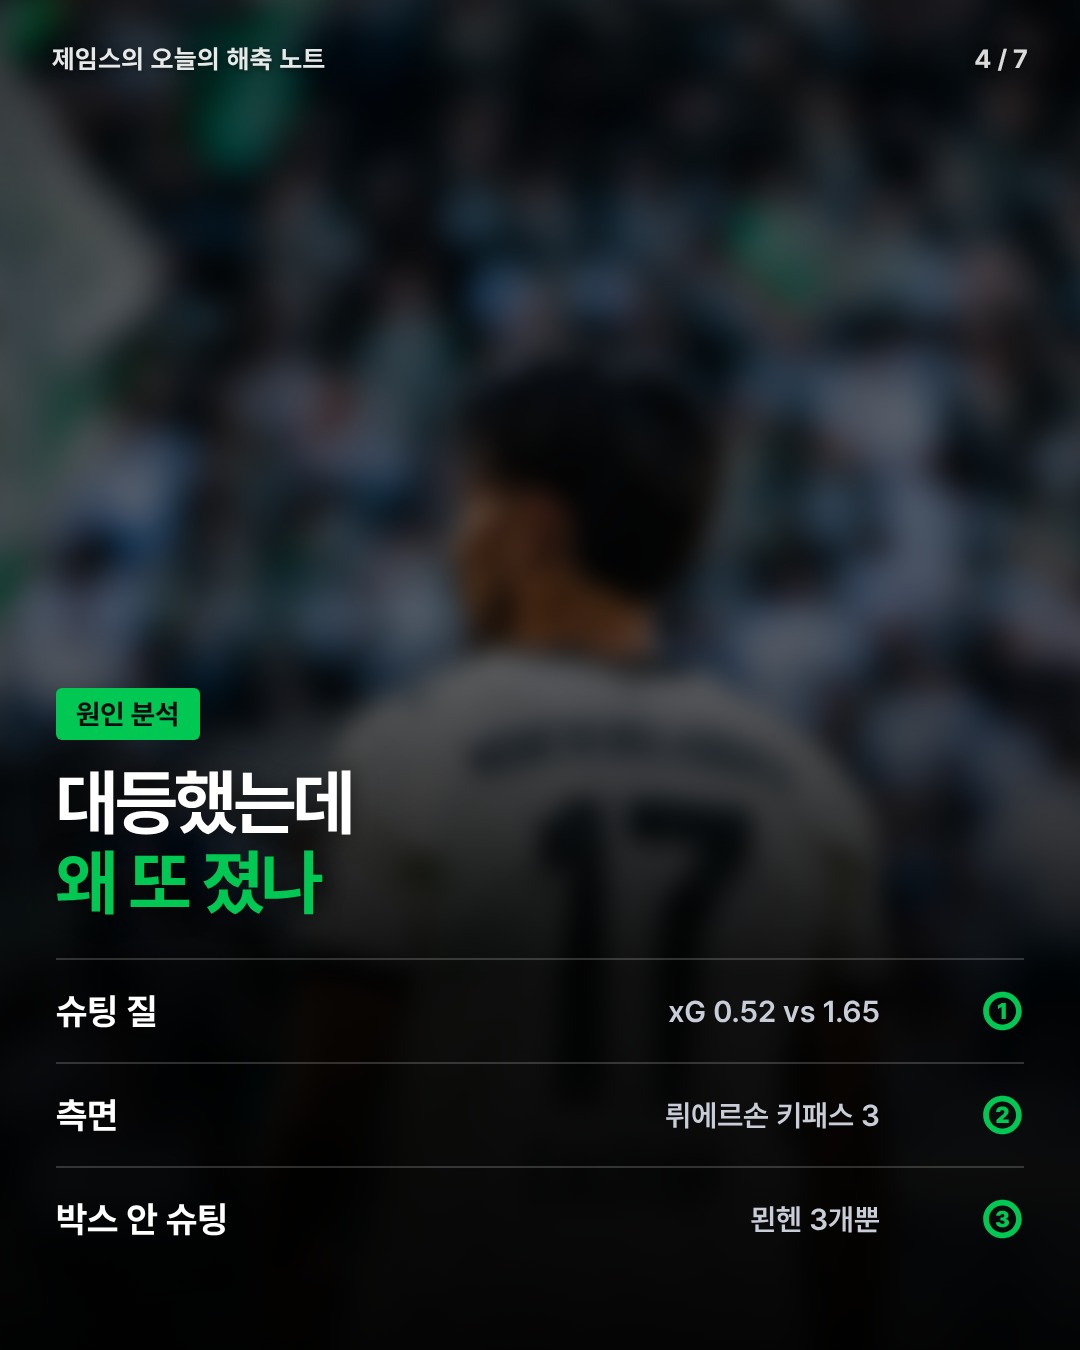 제임스의 오늘의 해축 노트
4 / 7
원인 분석
대등했는데
왜 또 졌나
슈팅 질 xG 0.52 vs 1.65 1
측면 뤼에르손 키패스 3 2
박스 안 슈팅 묀헨 3개뿐 3
17